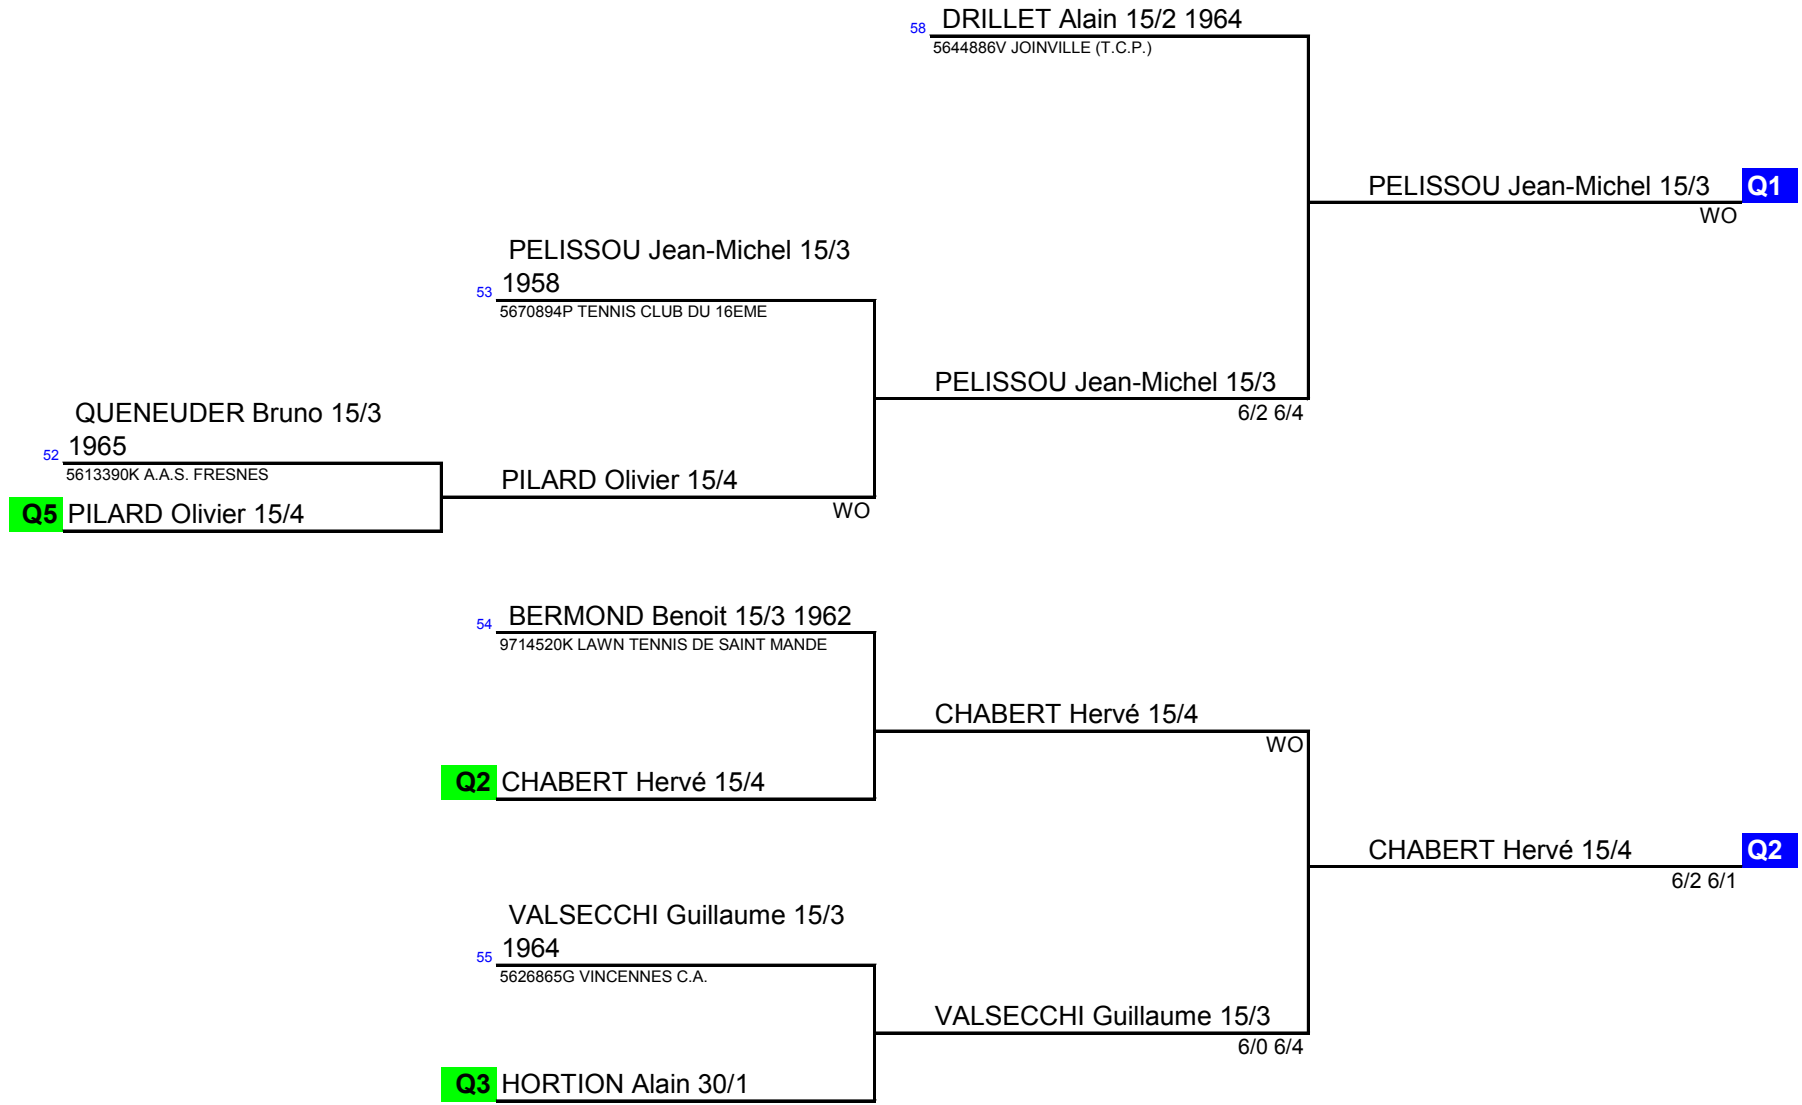 58 DRILLET Alain 15/2 1964
5644886V JOINVILLE (T.C.P.)
PELISSOU Jean-Michel 15/3 Q1
WO
PELISSOU Jean-Michel 15/3
53 1958
5670894P TENNIS CLUB DU 16EME
PELISSOU Jean-Michel 15/3
6/2 6/4
QUENEUDER Bruno 15/3
52 1965
5613390K A.A.S. FRESNES
PILARD Olivier 15/4
WO
Q5 PILARD Olivier 15/4
54 BERMOND Benoit 15/3 1962
9714520K LAWN TENNIS DE SAINT MANDE
CHABERT Hervé 15/4
WO
Q2 CHABERT Hervé 15/4
CHABERT Hervé 15/4 Q2
6/2 6/1
VALSECCHI Guillaume 15/3
55 1964
5626865G VINCENNES C.A.
VALSECCHI Guillaume 15/3
6/0 6/4
Q3 HORTION Alain 30/1